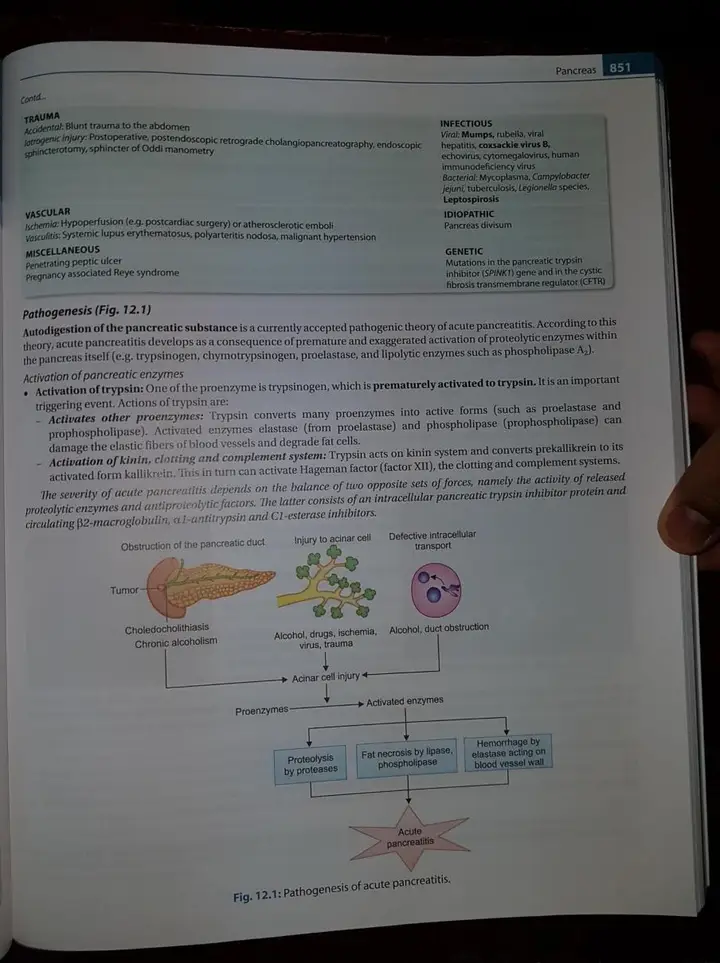 Pancreas 851
Contd...
TRAUMA
Accidental: Blunt trauma to the abdomen
Iatrogenic injury: Postoperative, postendoscopic retrograde cholangiopancreatography, endoscopic
sphincterotomy, sphincter of Oddi manometry
INFECTIOUS
Viral: Mumps, rubella, viral
hepatitis, coxsackie virus B,
echovirus, cytomegalovirus, human
immunodeficiency virus
Bacterial: Mycoplasma, Campylobacter
jejuni, tuberculosis, Legionella species,
Leptospirosis
VASCULAR
Ischemia: Hypoperfusion (e.g. postcardiac surgery) or atherosclerotic emboli
Vasculitis: Systemic lupus erythematosus, polyarteritis nodosa, malignant hypertension
IDIOPATHIC
Pancreas divisum
MISCELLANEOUS
Penetrating peptic ulcer
Pregnancy associated Reye syndrome
GENETIC
Mutations in the pancreatic trypsin
inhibitor (SPINK1) gene and in the cystic
fibrosis transmembrane regulator (CFTR)
Pathogenesis (Fig. 12.1)
Autodigestion of the pancreatic substance is a currently accepted pathogenic theory of acute pancreatitis. According to this
theory, acute pancreatitis develops as a consequence of premature and exaggerated activation of proteolytic enzymes within
the pancreas itself (e.g. trypsinogen, chymotrypsinogen, proelastase, and lipolytic enzymes such as phospholipase A₂).
Activation of pancreatic enzymes
• Activation of trypsin: One of the proenzyme is trypsinogen, which is prematurely activated to trypsin. It is an important
triggering event. Actions of trypsin are:
– Activates other proenzymes: Trypsin converts many proenzymes into active forms (such as proelastase and
prophospholipase). Activated enzymes elastase (from proelastase) and phospholipase (prophospholipase) can
damage the elastic fibers of blood vessels and degrade fat cells.
– Activation of kinin, clotting and complement system: Trypsin acts on kinin system and converts prekallikrein to its
activated form kallikrein. This in turn can activate Hageman factor (factor XII), the clotting and complement systems.
The severity of acute pancreatitis depends on the balance of two opposite sets of forces, namely the activity of released
proteolytic enzymes and antiproteolytic factors. The latter consists of an intracellular pancreatic trypsin inhibitor protein and
circulating β2-macroglobulin, α1-antitrypsin and C1-esterase inhibitors.
Obstruction of the pancreatic duct
Injury to acinar cell
Defective intracellular
transport
Tumor
Choledocholithiasis
Chronic alcoholism
Alcohol, drugs, ischemia,
virus, trauma
Alcohol, duct obstruction
Acinar cell injury
Proenzymes
Activated enzymes
Proteolysis
by proteases
Fat necrosis by lipase,
phospholipase
Hemorrhage by
elastase acting on
blood vessel wall
Acute
pancreatitis
Fig. 12.1: Pathogenesis of acute pancreatitis.